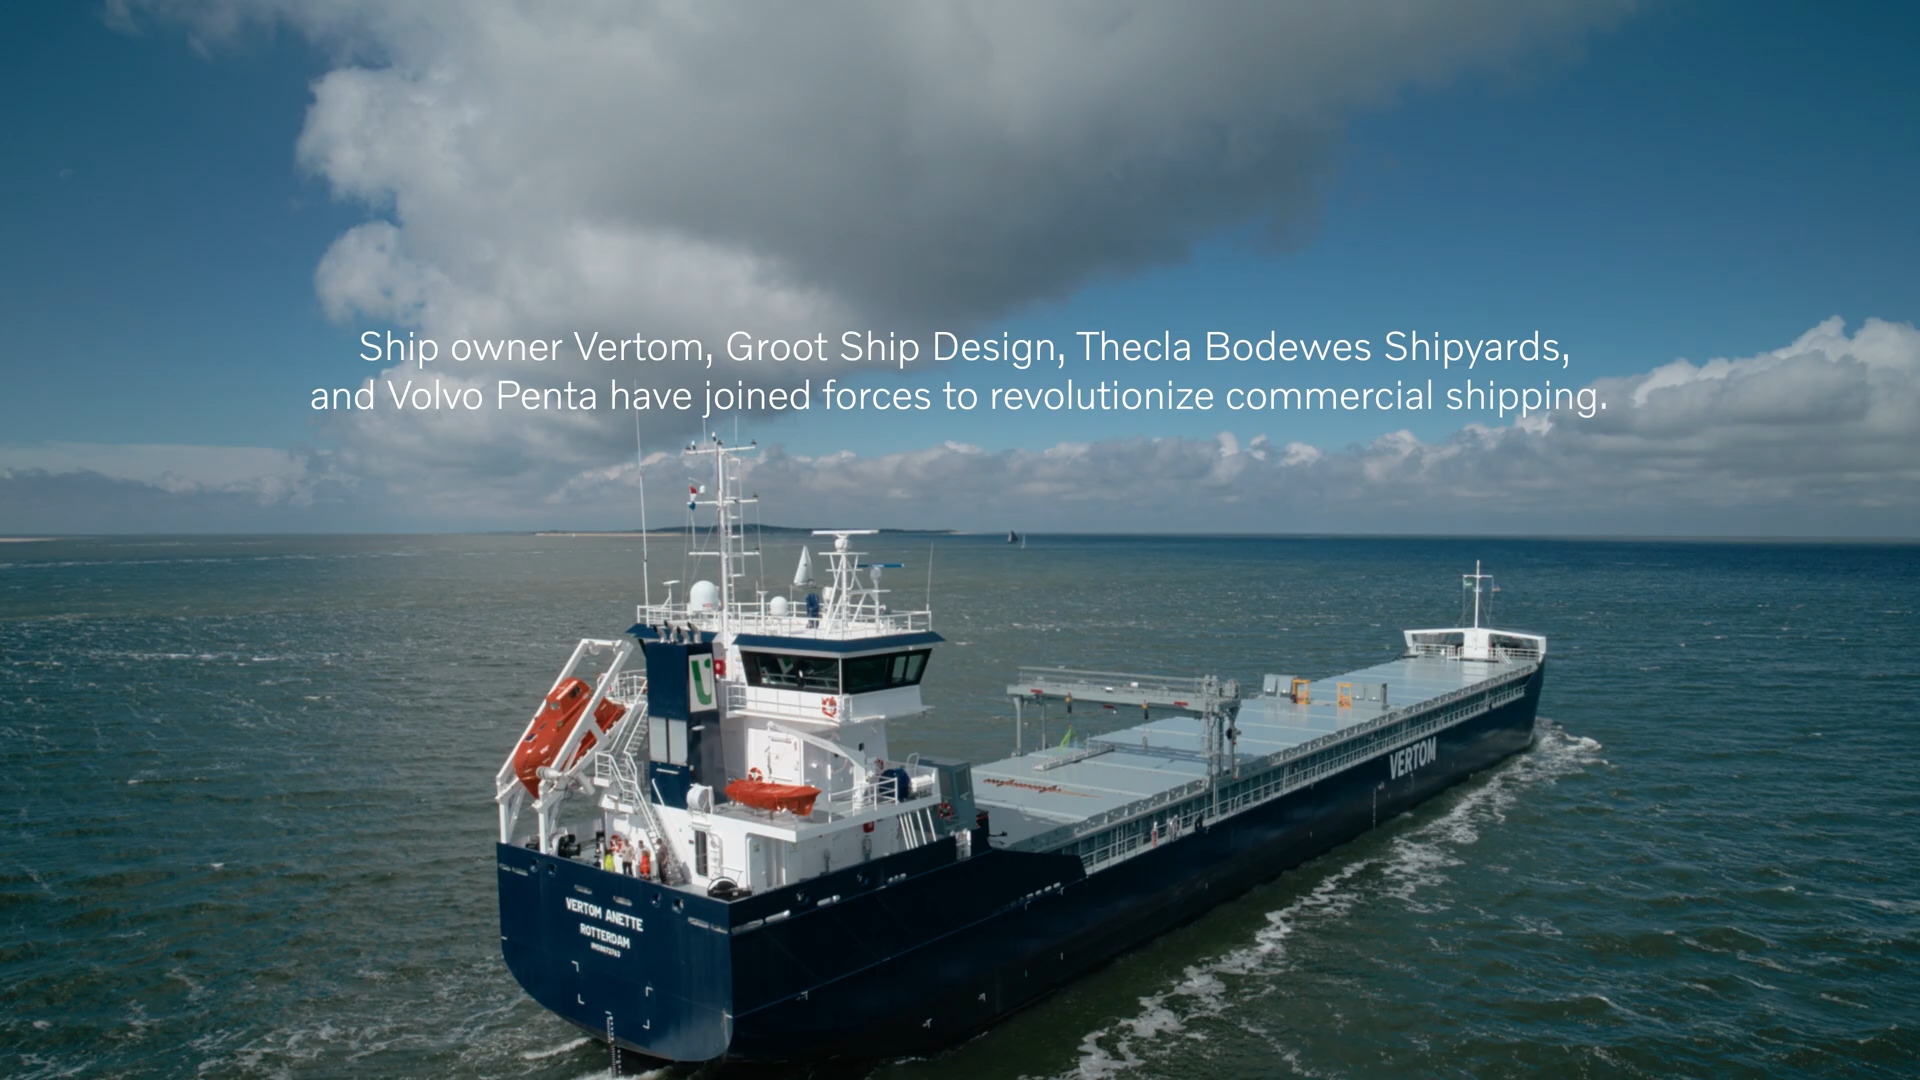 Ship owner Vertom, Groot Ship Design, Thecla Bodewes Shipyards,
and Volvo Penta have joined forces to revolutionize commercial shipping.
VERTOM
VERTOM ANETTE
ROTTERDAM